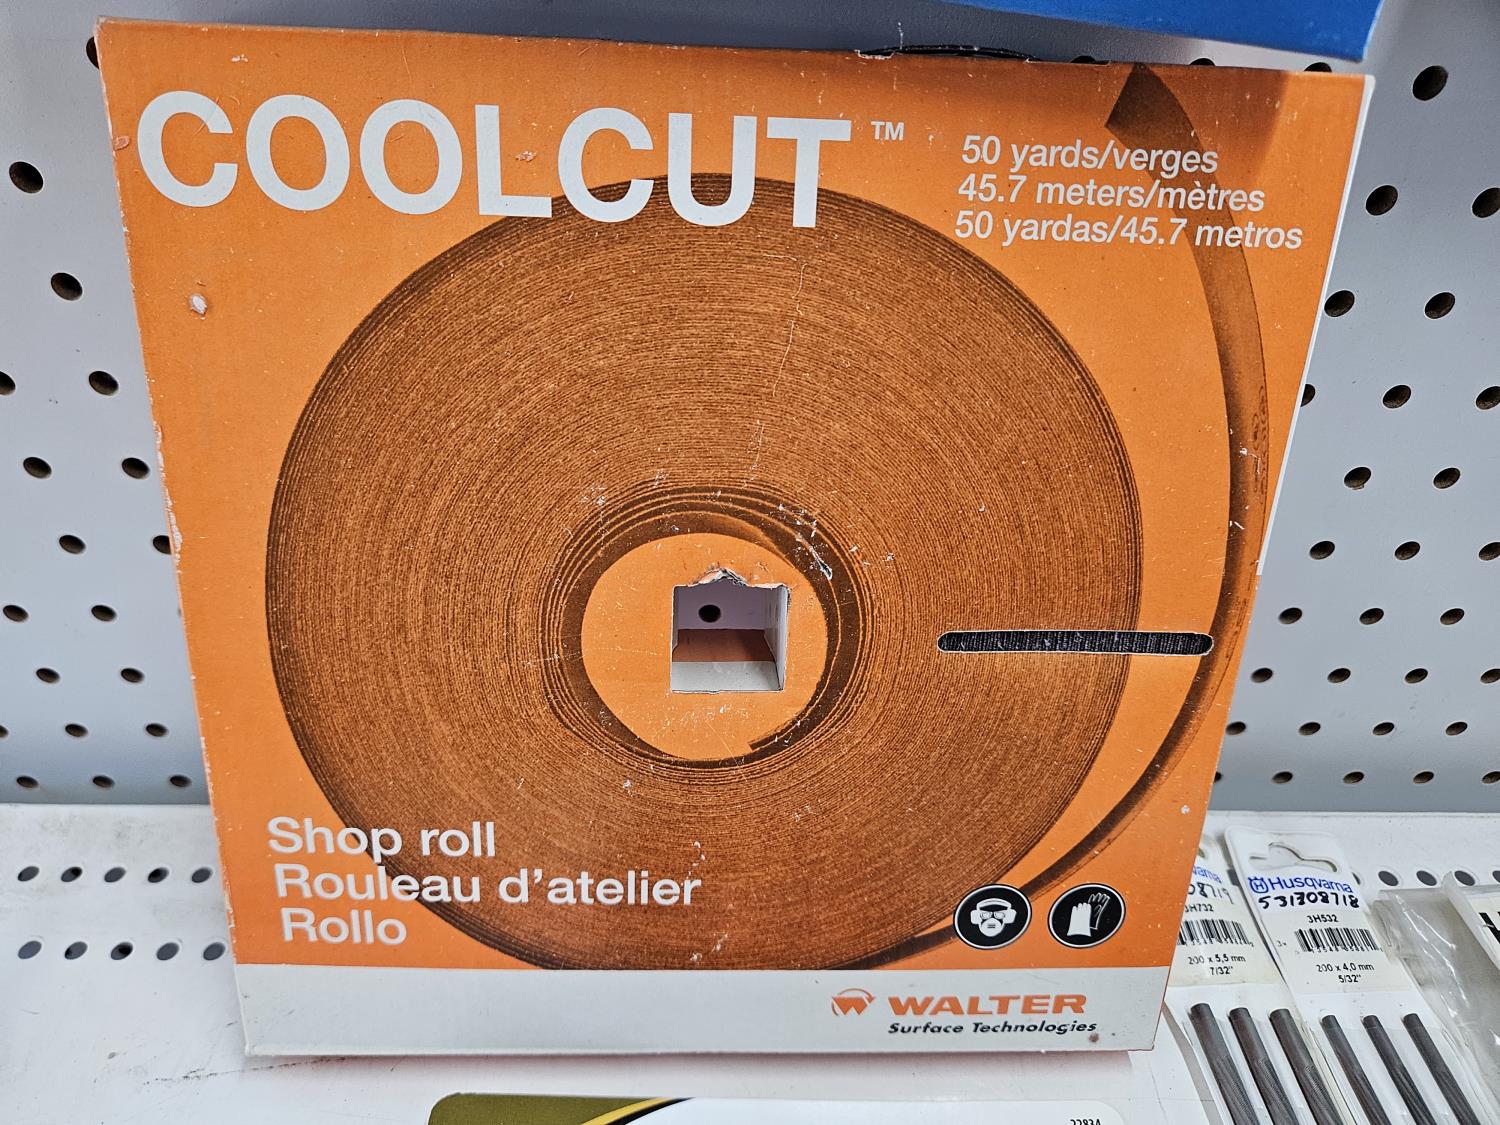 COOLCUT™
50 yards/verges
45.7 meters/mètres
50 yardas/45.7 metros
Shop roll
Rouleau d'atelier
Rollo
WALTER
Surface Technologies
Husqvarna
531308718
3H532
200 x 4,0 mm
5/32"
200 x 5,5 mm
7/32"
22834